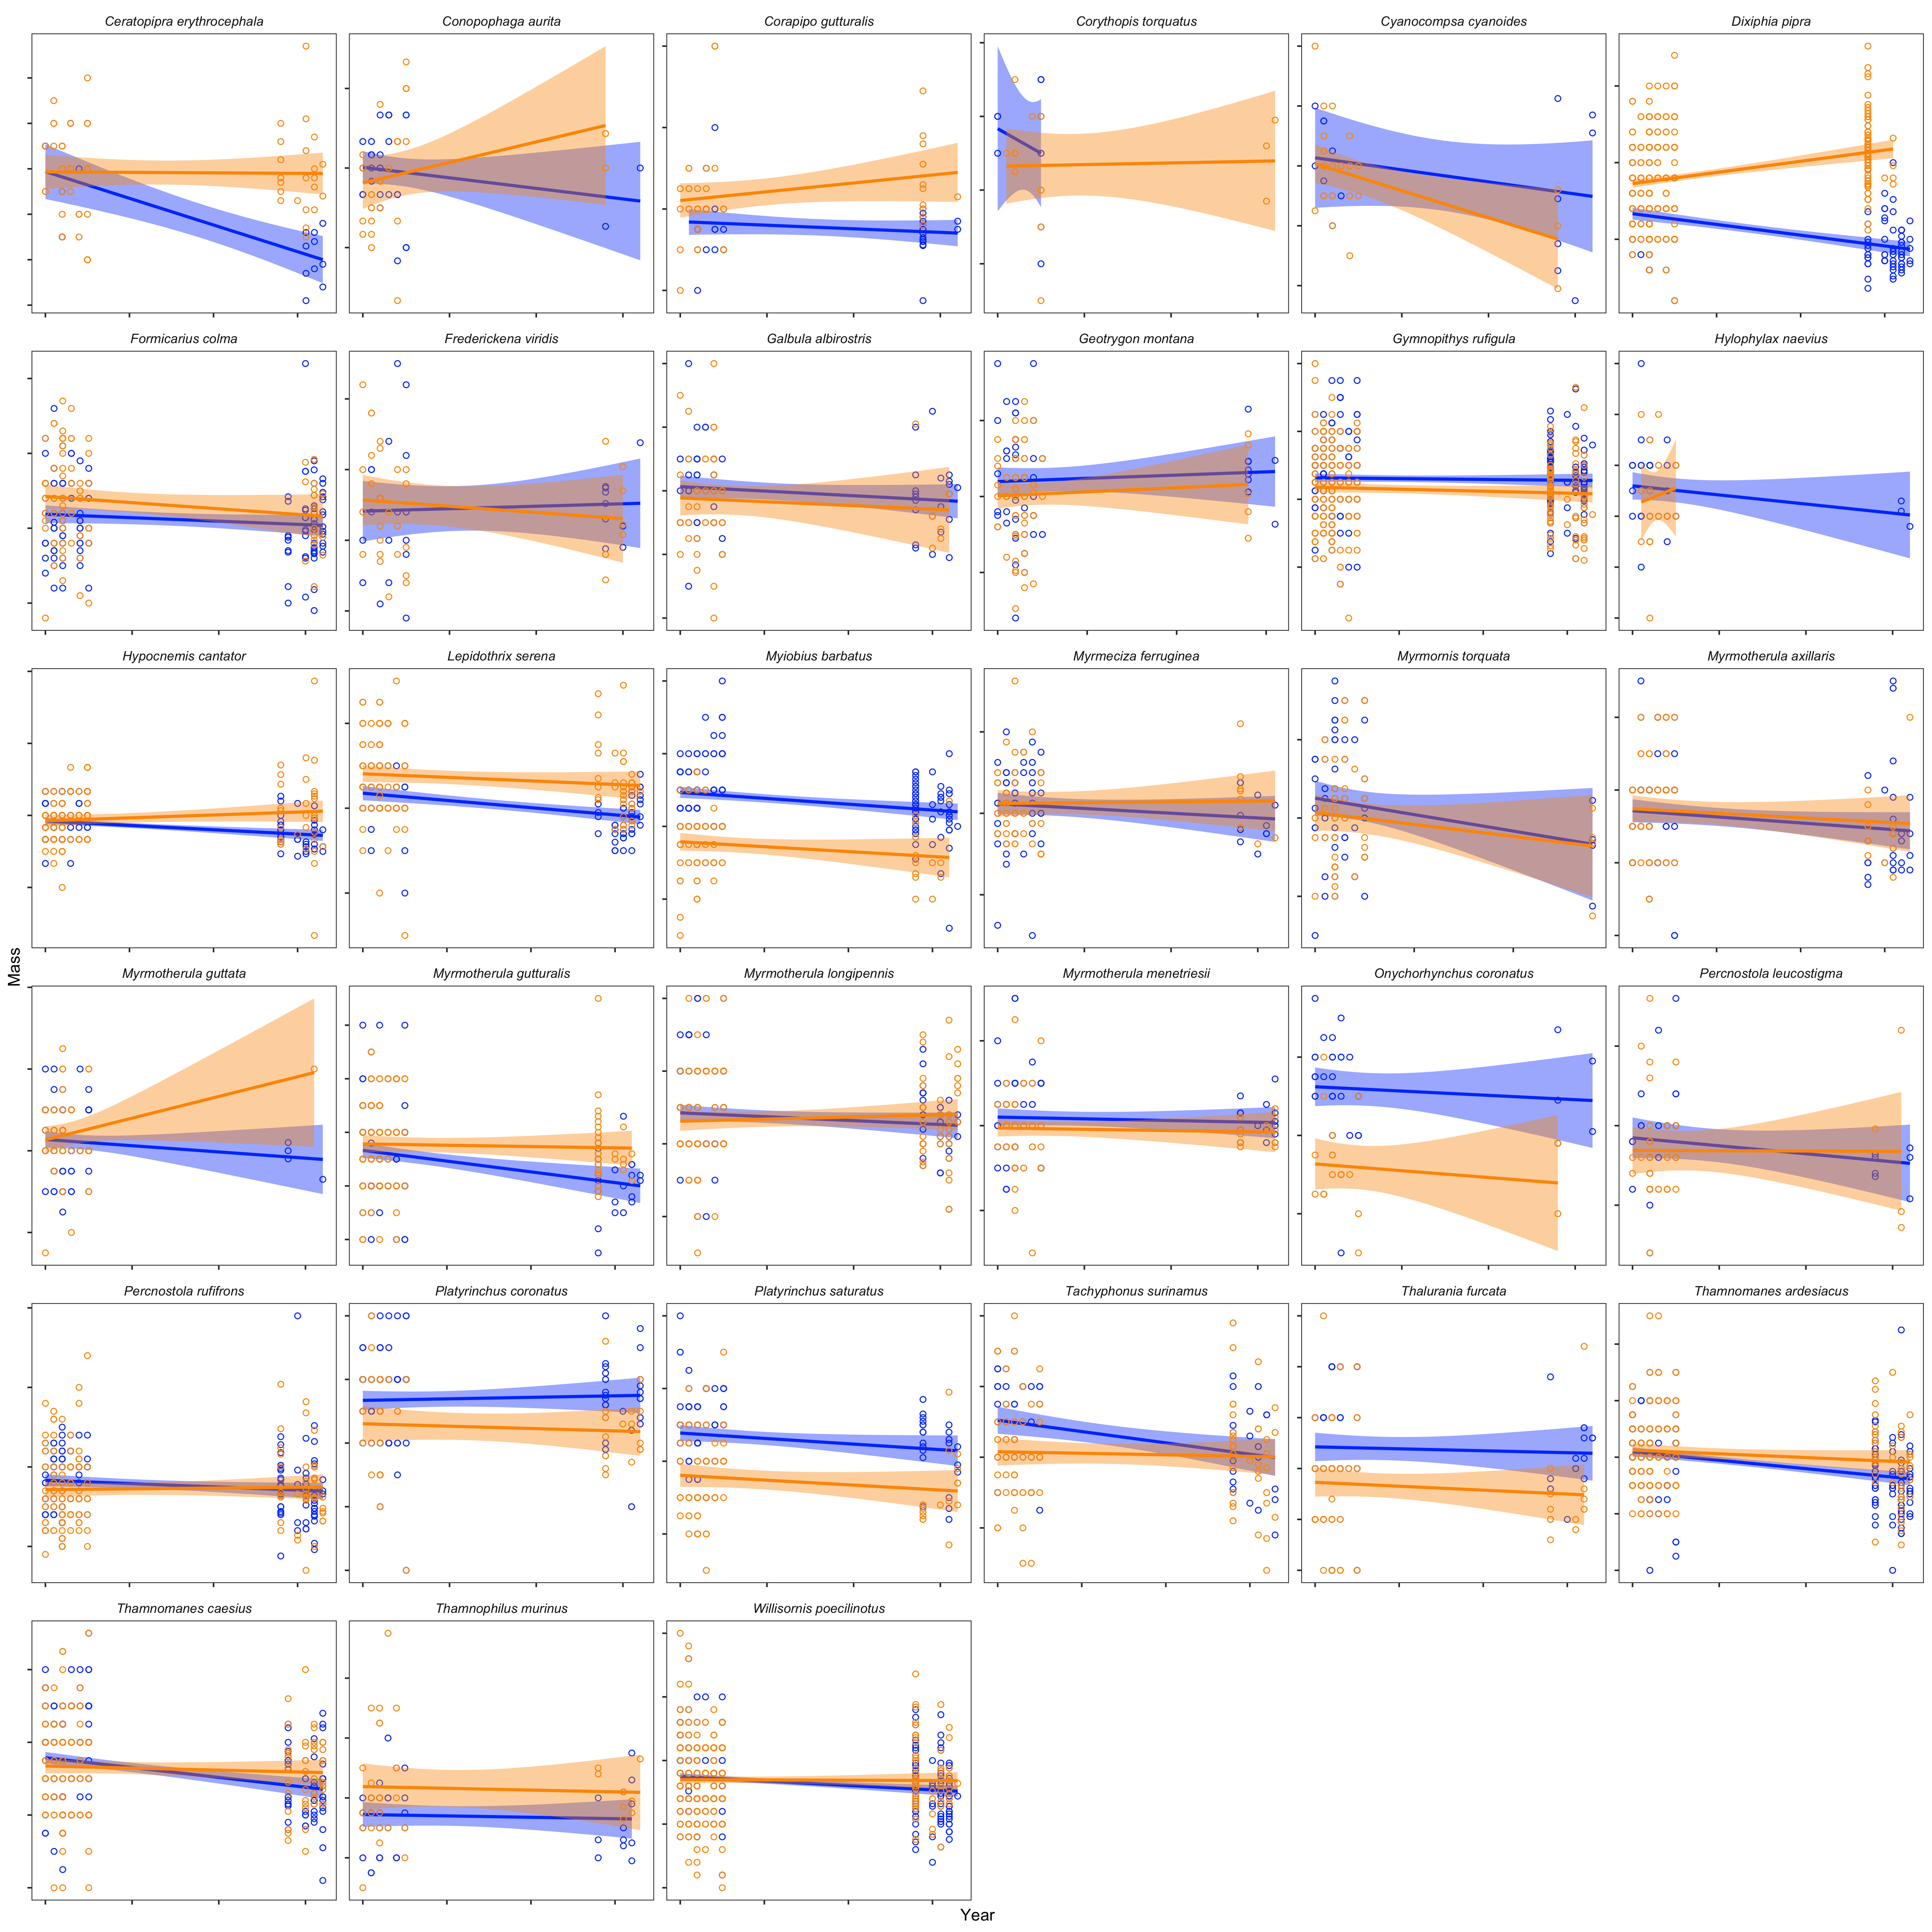 Ceratopipra erythrocephala
Conopophaga aurita
Corapipo gutturalis
Corythopis torquatus
Cyanocompsa cyanoides
Dixiphia pipra
Formicarius colma
Frederickena viridis
Galbula albirostris
Geotrygon montana
Gymnopithys rufigula
Hylophylax naevius
Hypocnemis cantator
Lepidothrix serena
Myiobius barbatus
Myrmeciza ferruginea
Myrmornis torquata
Myrmotherula axillaris
Myrmotherula guttata
Myrmotherula gutturalis
Myrmotherula longipennis
Myrmotherula menetriesii
Onychorhynchus coronatus
Percnostola leucostigma
Percnostola rufifrons
Platyrinchus coronatus
Platyrinchus saturatus
Tachyphonus surinamus
Thalurania furcata
Thamnomanes ardesiacus
Thamnomanes caesius
Thamnophilus murinus
Willisornis poecilinotus
Mass
Year